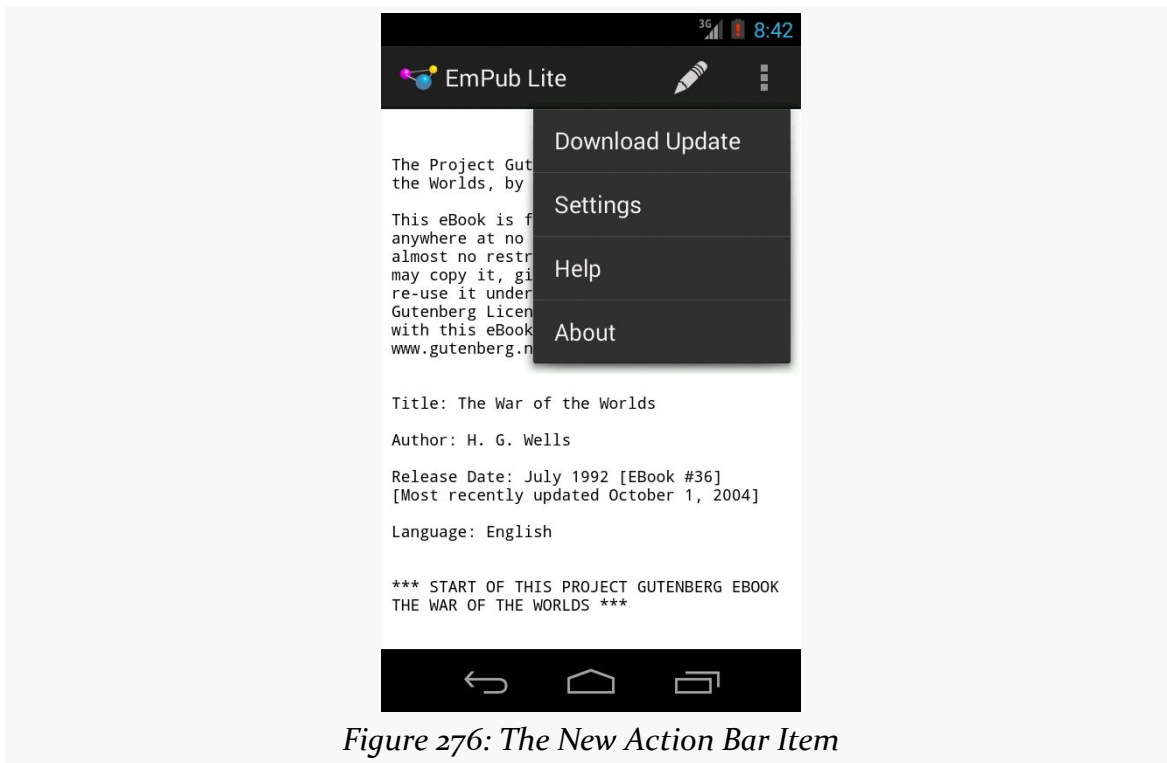 3G 8:42
EmPub Lite
Download Update
Settings
Help
About
The Project Gut
the Worlds, by
This eBook is f
anywhere at no
almost no restr
may copy it, gi
re-use it under
Gutenberg Licen
with this eBook
www.gutenberg.n
Title: The War of the Worlds
Author: H. G. Wells
Release Date: July 1992 [EBook #36]
[Most recently updated October 1, 2004]
Language: English
*** START OF THIS PROJECT GUTENBERG EBOOK
THE WAR OF THE WORLDS ***
Figure 276: The New Action Bar Item